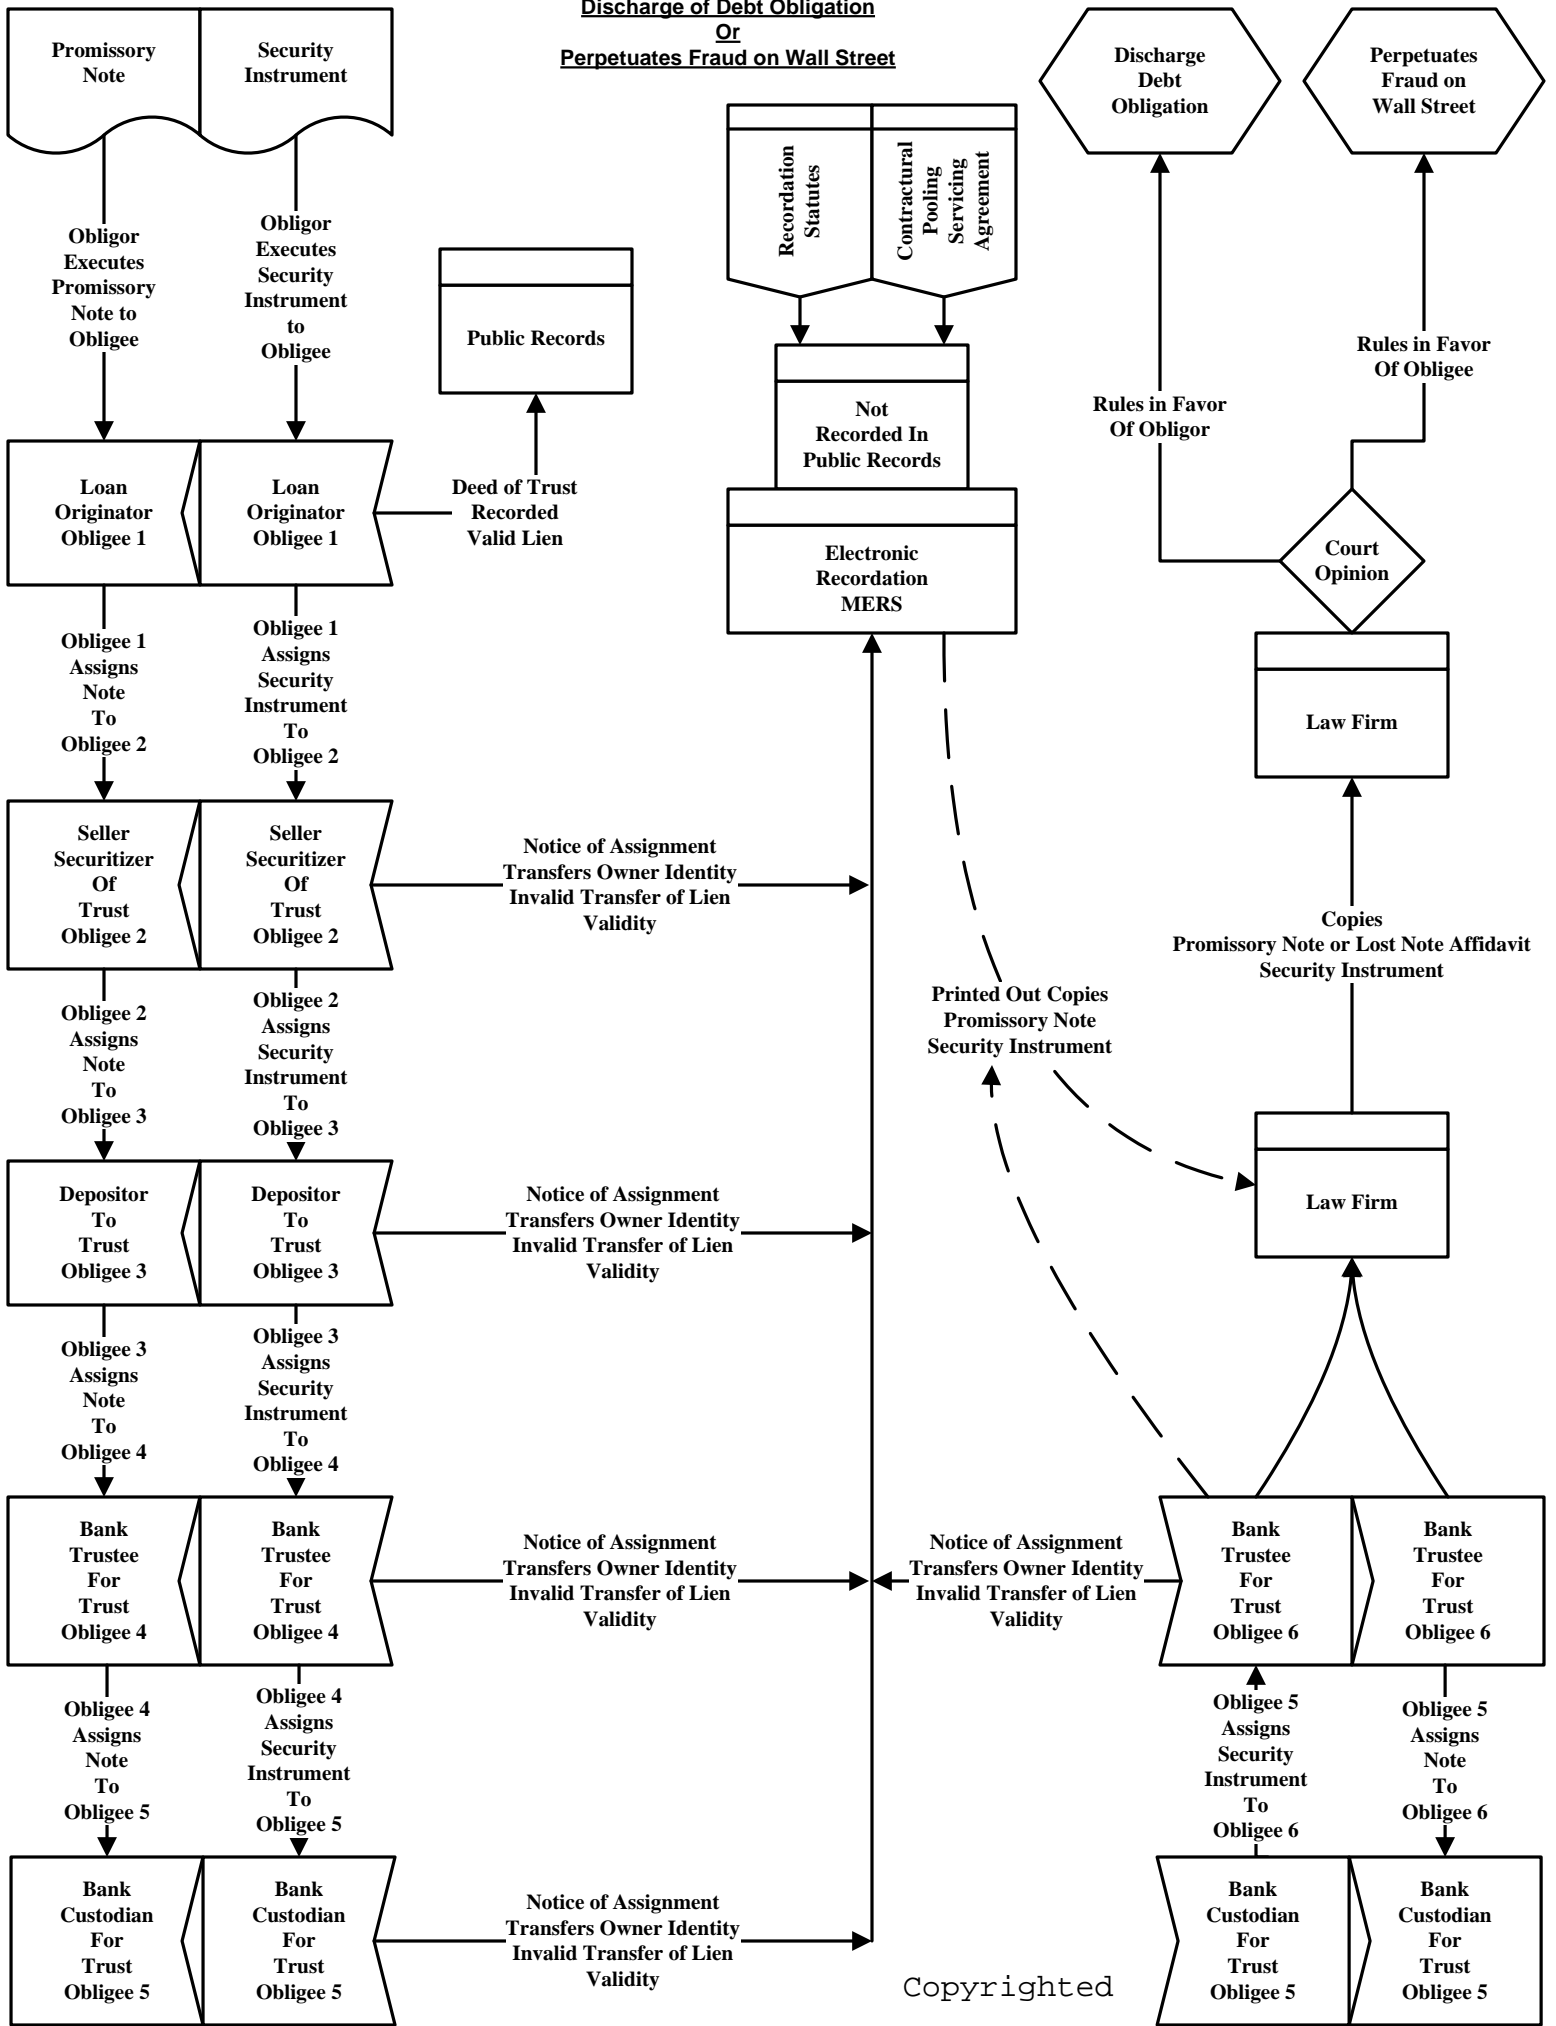 Discharge of Debt Obligation
Or
Perpetuates Fraud on Wall Street
Promissory
Note
Security
Instrument
Obligor
Executes
Promissory
Note to
Obligee
Obligor
Executes
Security
Instrument
to
Obligee
Public Records
Deed of Trust
Recorded
Valid Lien
Loan
Originator
Obligee 1
Loan
Originator
Obligee 1
Obligee 1
Assigns
Note
To
Obligee 2
Obligee 1
Assigns
Security
Instrument
To
Obligee 2
Seller
Securitizer
Of
Trust
Obligee 2
Seller
Securitizer
Of
Trust
Obligee 2
Notice of Assignment
Transfers Owner Identity
Invalid Transfer of Lien
Validity
Obligee 2
Assigns
Note
To
Obligee 3
Obligee 2
Assigns
Security
Instrument
To
Obligee 3
Depositor
To
Trust
Obligee 3
Depositor
To
Trust
Obligee 3
Notice of Assignment
Transfers Owner Identity
Invalid Transfer of Lien
Validity
Obligee 3
Assigns
Note
To
Obligee 4
Obligee 3
Assigns
Security
Instrument
To
Obligee 4
Bank
Trustee
For
Trust
Obligee 4
Bank
Trustee
For
Trust
Obligee 4
Notice of Assignment
Transfers Owner Identity
Invalid Transfer of Lien
Validity
Obligee 4
Assigns
Note
To
Obligee 5
Obligee 4
Assigns
Security
Instrument
To
Obligee 5
Bank
Custodian
For
Trust
Obligee 5
Bank
Custodian
For
Trust
Obligee 5
Notice of Assignment
Transfers Owner Identity
Invalid Transfer of Lien
Validity
Recordation
Statutes
Contractural
Pooling
Servicing
Agreement
Not
Recorded In
Public Records
Electronic
Recordation
MERS
Printed Out Copies
Promissory Note
Security Instrument
Discharge
Debt
Obligation
Perpetuates
Fraud on
Wall Street
Rules in Favor
Of Obligor
Rules in Favor
Of Obligee
Court
Opinion
Law Firm
Copies
Promissory Note or Lost Note Affidavit
Security Instrument
Law Firm
Notice of Assignment
Transfers Owner Identity
Invalid Transfer of Lien
Validity
Bank
Trustee
For
Trust
Obligee 6
Bank
Trustee
For
Trust
Obligee 6
Obligee 5
Assigns
Security
Instrument
To
Obligee 6
Obligee 5
Assigns
Note
To
Obligee 6
Bank
Custodian
For
Trust
Obligee 5
Bank
Custodian
For
Trust
Obligee 5
Copyrighted